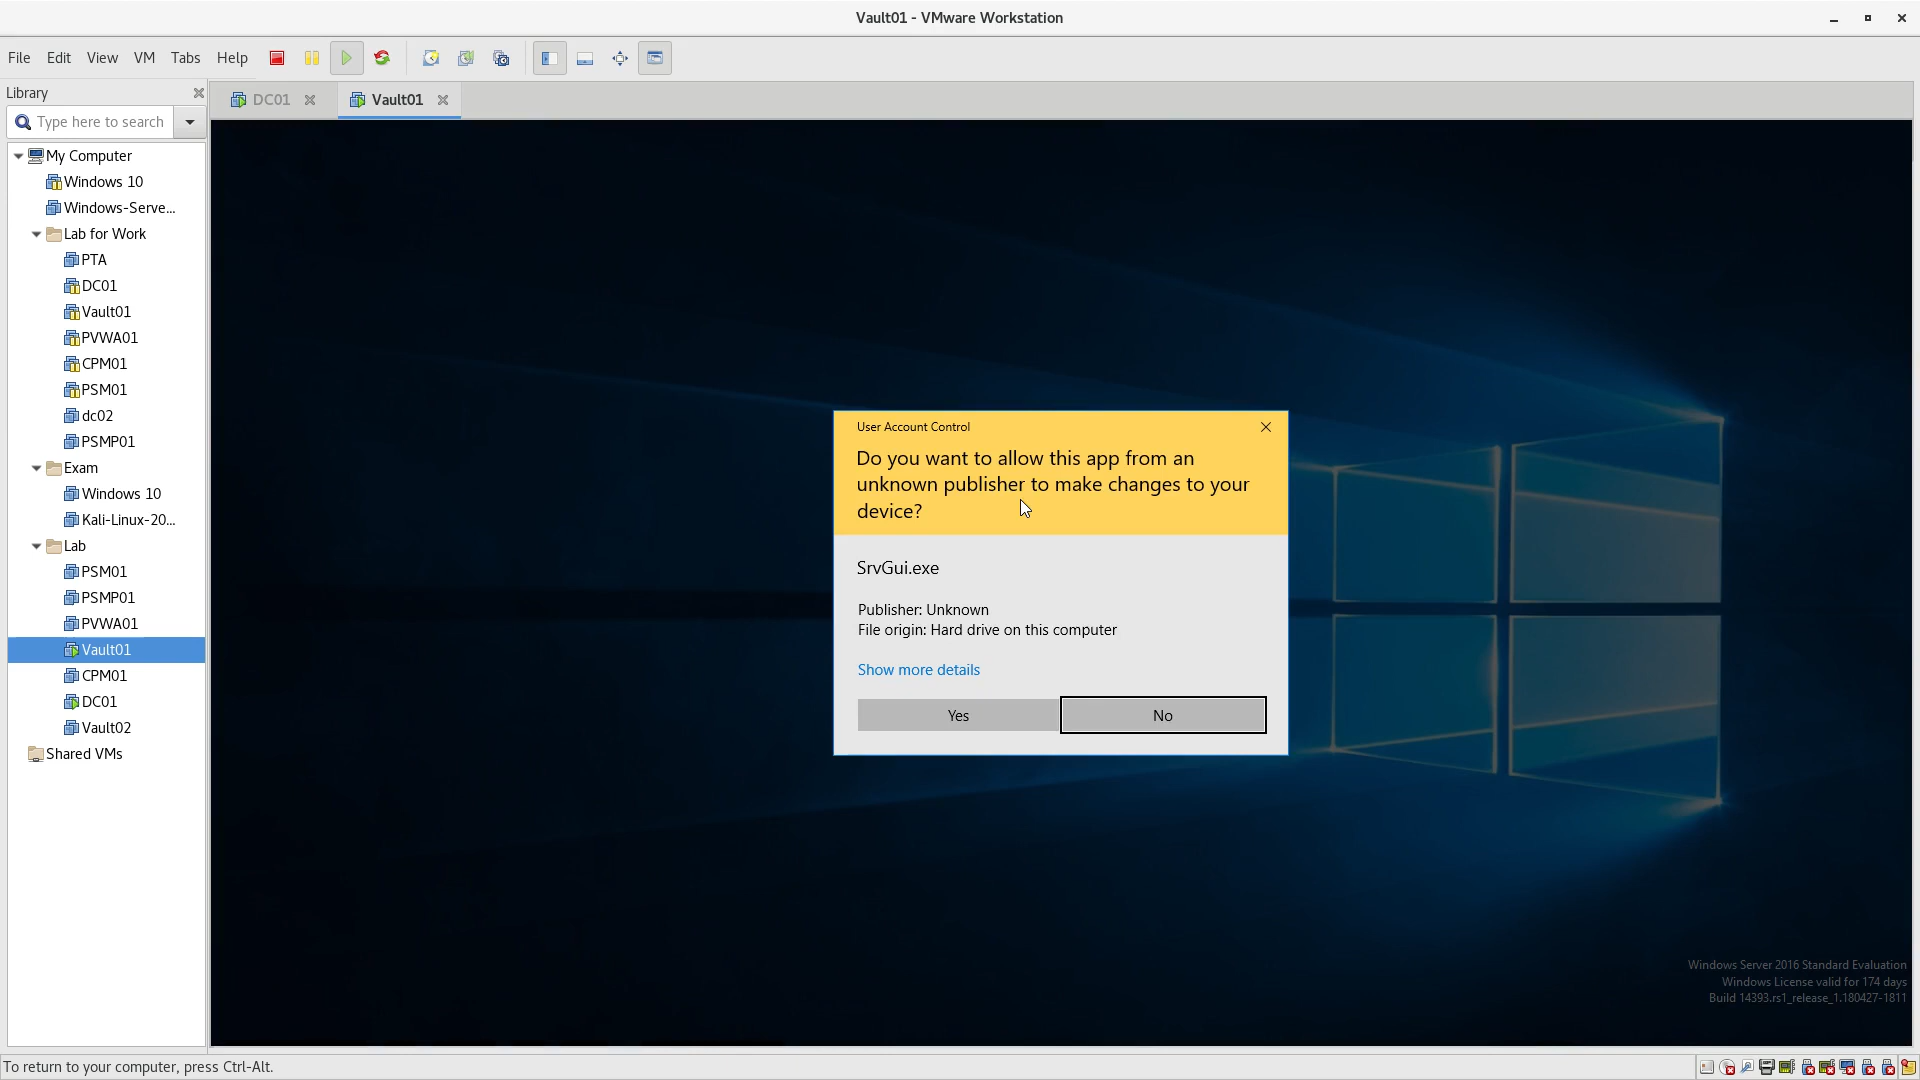 Vault01 - VMware Workstation
File Edit View VM Tabs Help
Library
Type here to search
My Computer
Windows 10
Windows-Serve...
Lab for Work
PTA
DC01
Vault01
PVWA01
CPM01
PSM01
dc02
PSMP01
Exam
Windows 10
Kali-Linux-20...
Lab
PSM01
PSMP01
PVWA01
Vault01
CPM01
DC01
Vault02
Shared VMs
DC01 Vault01
User Account Control
Do you want to allow this app from an
unknown publisher to make changes to your
device?
SrvGui.exe
Publisher: Unknown
File origin: Hard drive on this computer
Show more details
Yes No
Windows Server 2016 Standard Evaluation
Windows License valid for 174 days
Build 14393.rs1_release_1.180427-1811
To return to your computer, press Ctrl-Alt.